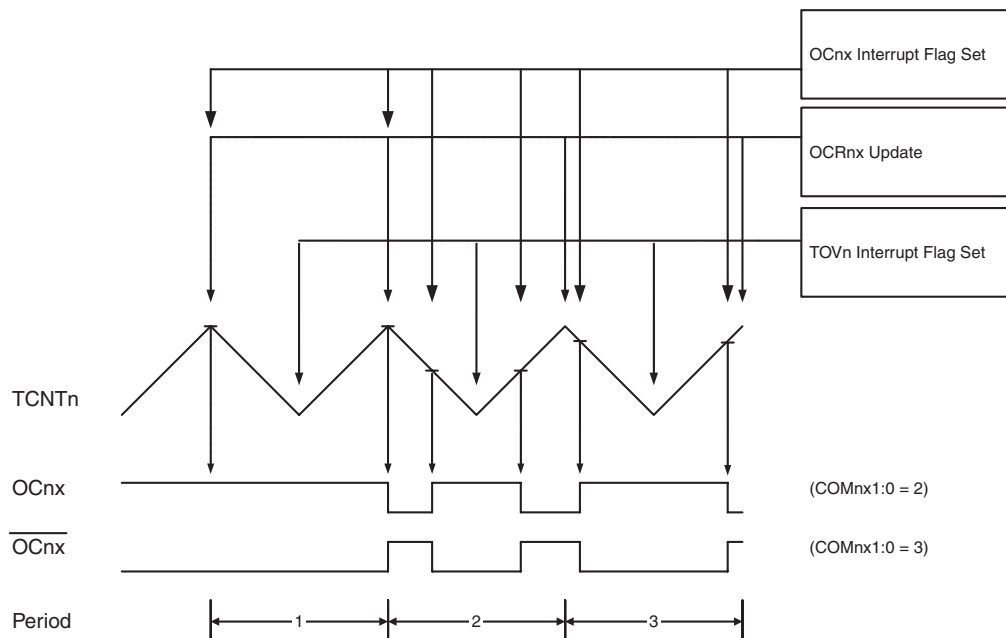 OCnx Interrupt Flag Set
OCRnx Update
TOVn Interrupt Flag Set
TCNTn
OCnx
(COMnx1:0 = 2)
OCnx
(COMnx1:0 = 3)
Period
1
2
3